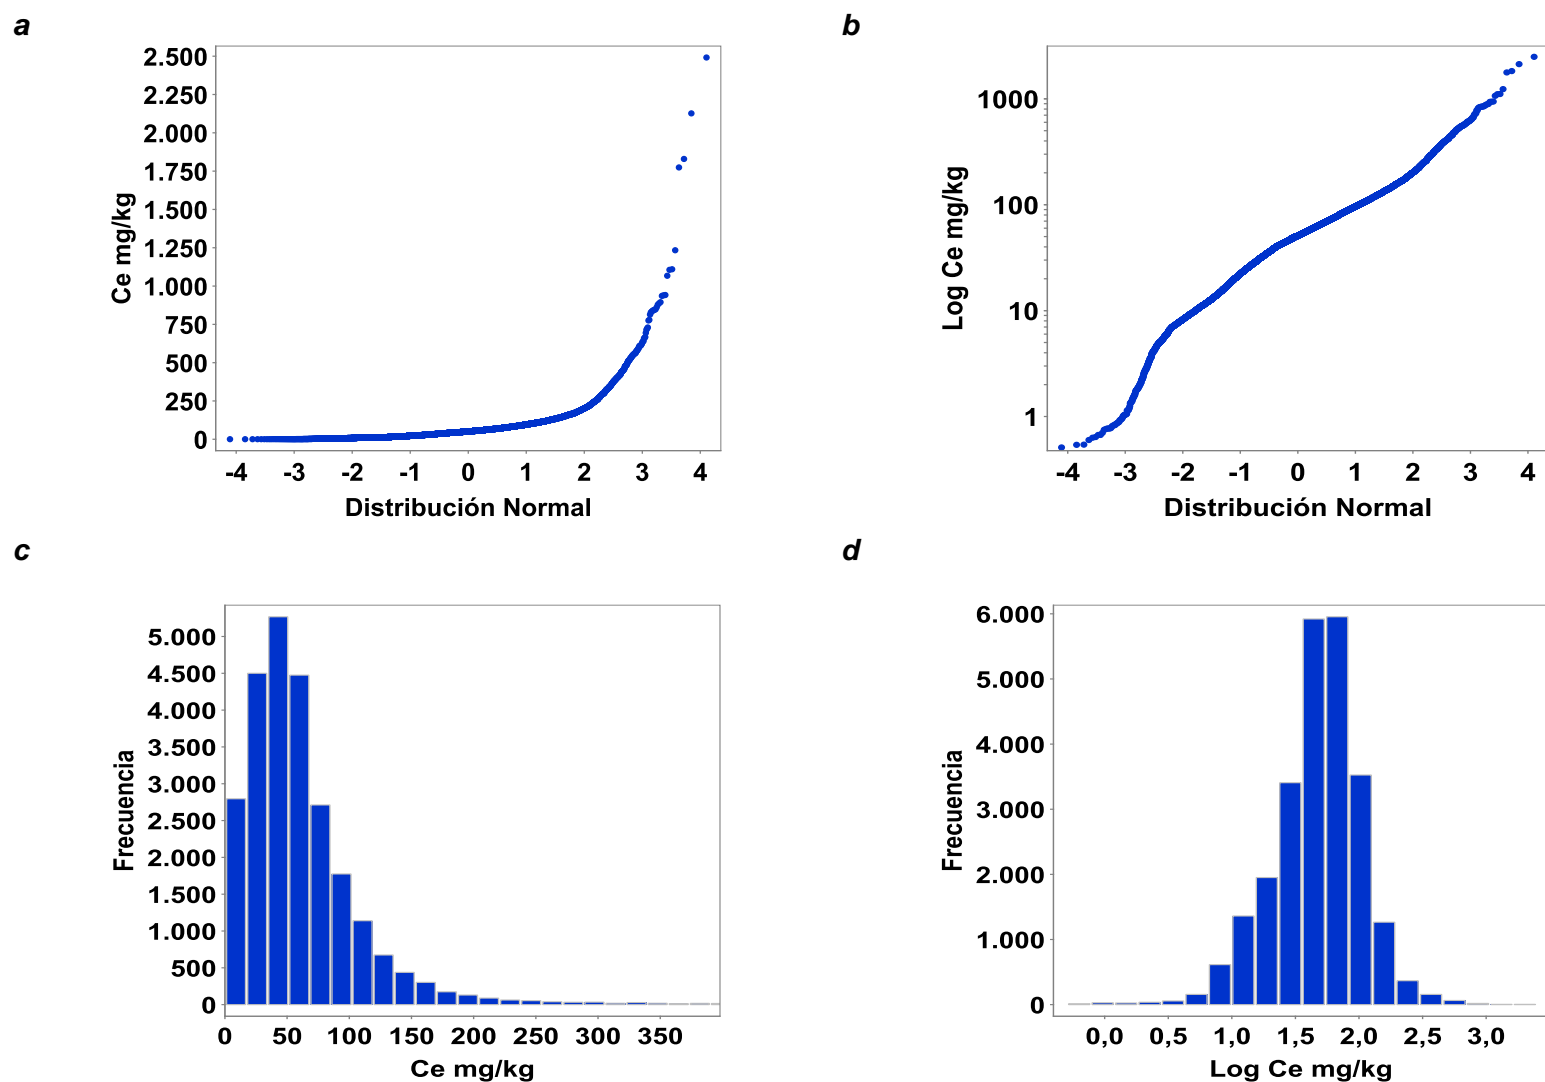 a
2.500
2.250
2.000
1.750
1.500
1.250
1.000
750
500
250
0
Ce mg/kg
-4 -3 -2 -1 0 1 2 3 4
Distribución Normal
b
1000
100
10
1
Log Ce mg/kg
-4 -3 -2 -1 0 1 2 3 4
Distribución Normal
c
5.000
4.500
4.000
3.500
3.000
2.500
2.000
1.500
1.000
500
0
Frecuencia
0 50 100 150 200 250 300 350
Ce mg/kg
d
6.000
5.000
4.000
3.000
2.000
1.000
0
Frecuencia
0,0 0,5 1,0 1,5 2,0 2,5 3,0
Log Ce mg/kg